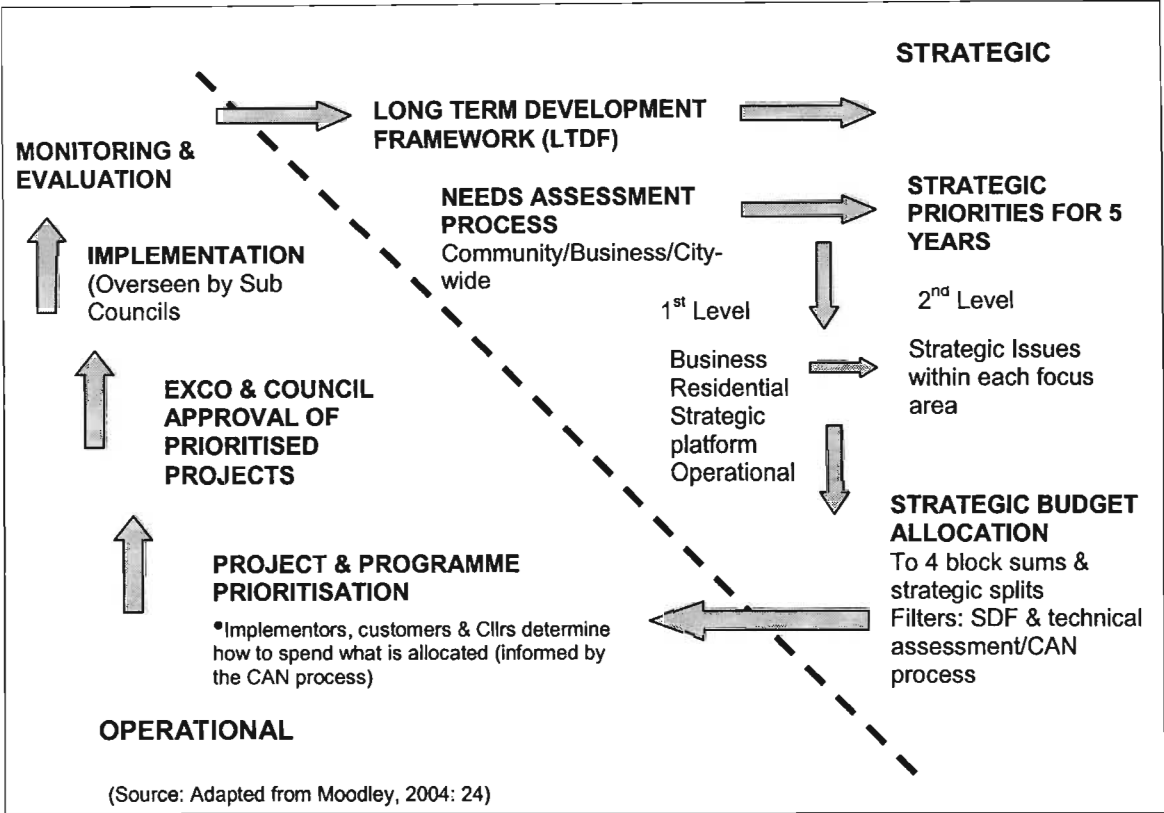 STRATEGIC
LONG TERM DEVELOPMENT
FRAMEWORK (LTDF)
MONITORING &
EVALUATION
NEEDS ASSESSMENT
PROCESS
Community/Business/City-
wide
STRATEGIC
PRIORITIES FOR 5
YEARS
IMPLEMENTATION
(Overseen by Sub
Councils
1st Level
2nd Level
Business
Residential
Strategic
platform
Operational
Strategic Issues
within each focus
area
EXCO & COUNCIL
APPROVAL OF
PRIORITISED
PROJECTS
STRATEGIC BUDGET
ALLOCATION
To 4 block sums &
strategic splits
Filters: SDF & technical
assessment/CAN
process
PROJECT & PROGRAMME
PRIORITISATION
•Implementors, customers & Cllrs determine
how to spend what is allocated (informed by
the CAN process)
OPERATIONAL
(Source: Adapted from Moodley, 2004: 24)